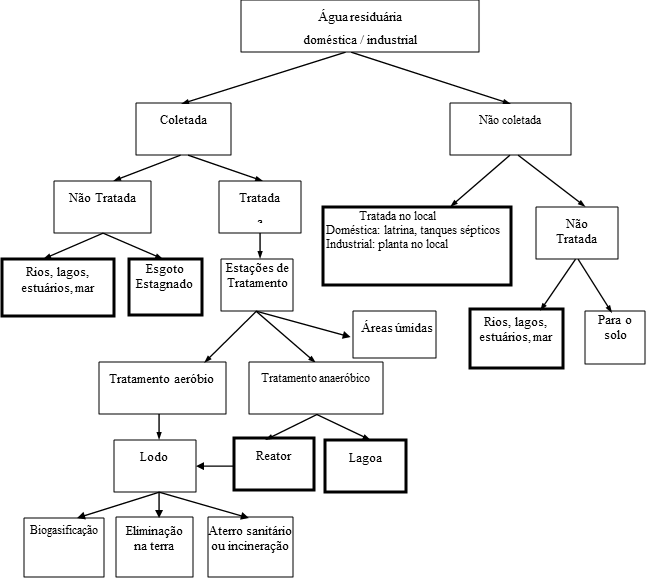 Água residuária
doméstica / industrial
Coletada
Não coletada
Não Tratada
Tratada
Tratada no local
Doméstica: latrina, tanques sépticos
Industrial: planta no local
Não
Tratada
Rios, lagos,
estuários, mar
Esgoto
Estagnado
Estações de
Tratamento
Áreas úmidas
Rios, lagos,
estuários, mar
Para o
solo
Tratamento aeróbio
Tratamento anaeróbico
Lodo
Reator
Lagoa
Biogasificação
Eliminação
na terra
Aterro sanitário
ou incineração